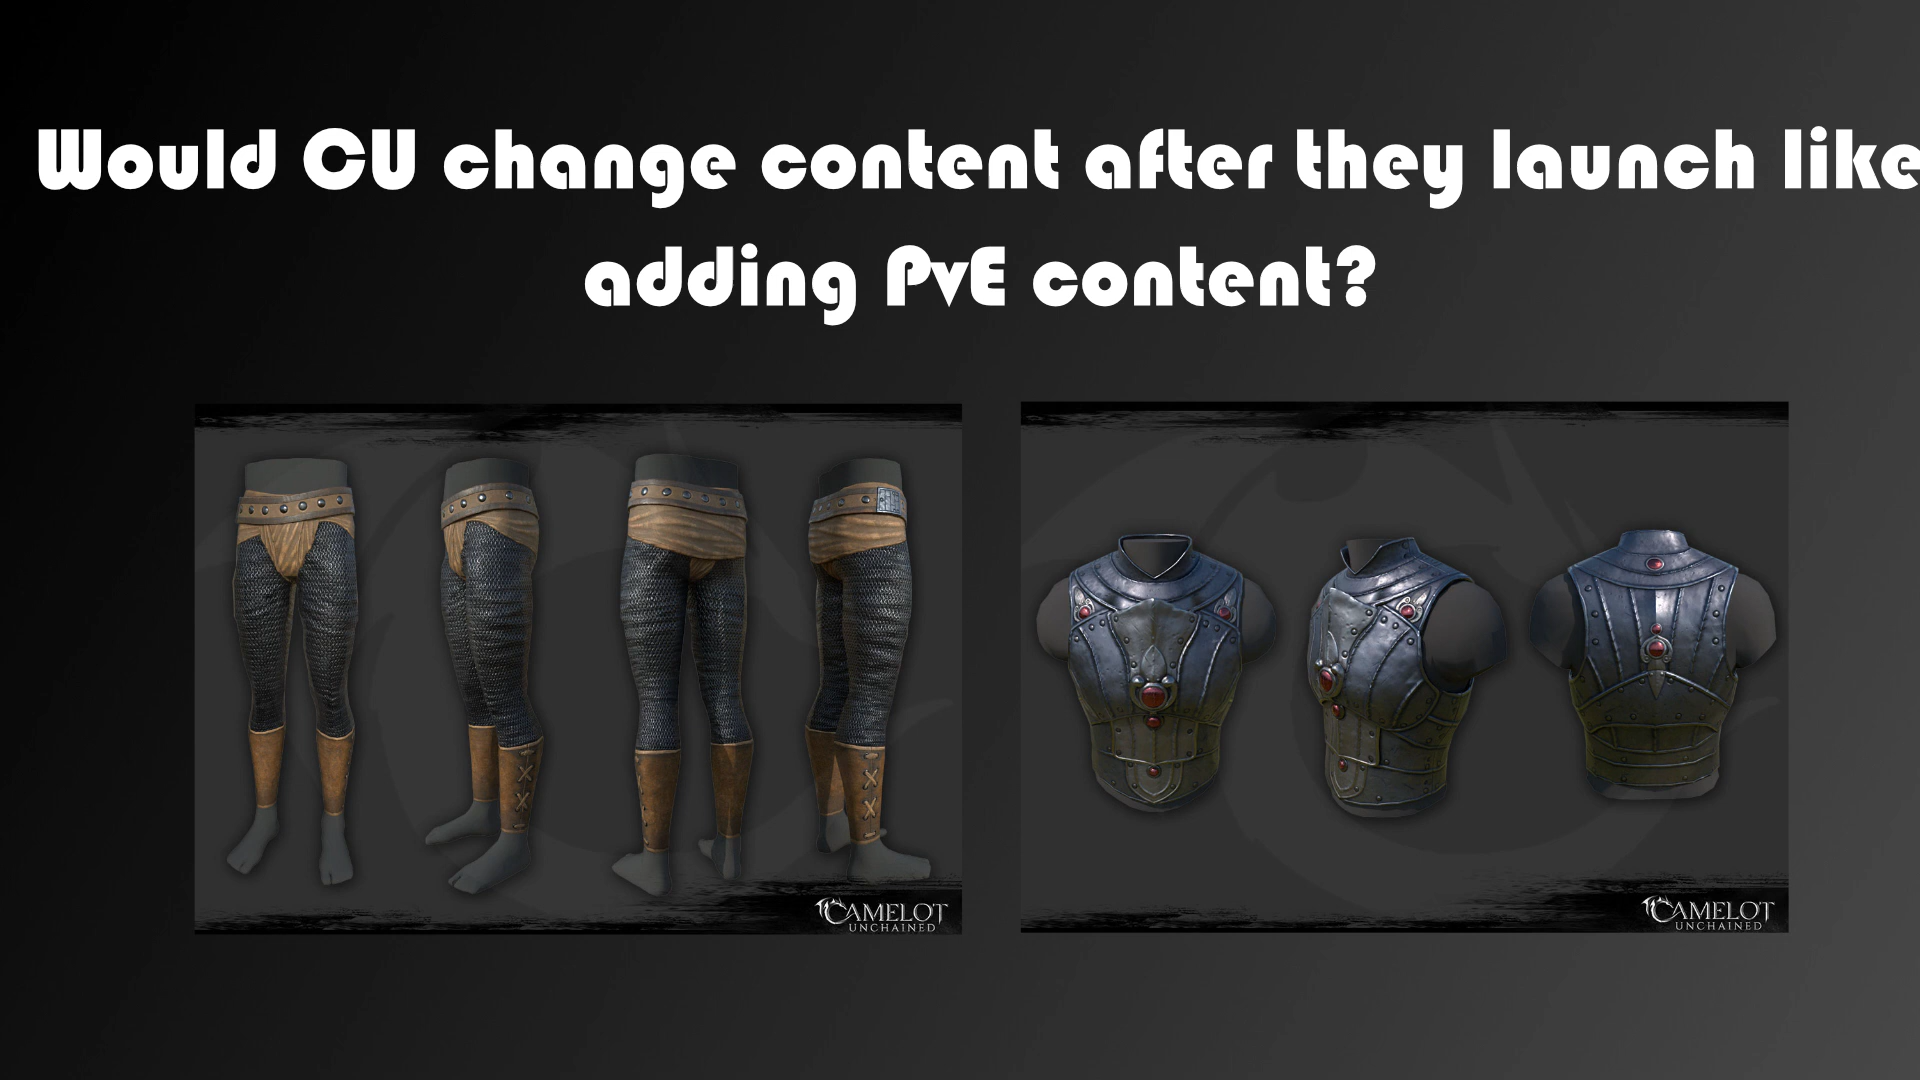 Would CU change content after they launch like
adding PvE content?
CAMELOT
UNCHAINED
CAMELOT
UNCHAINED